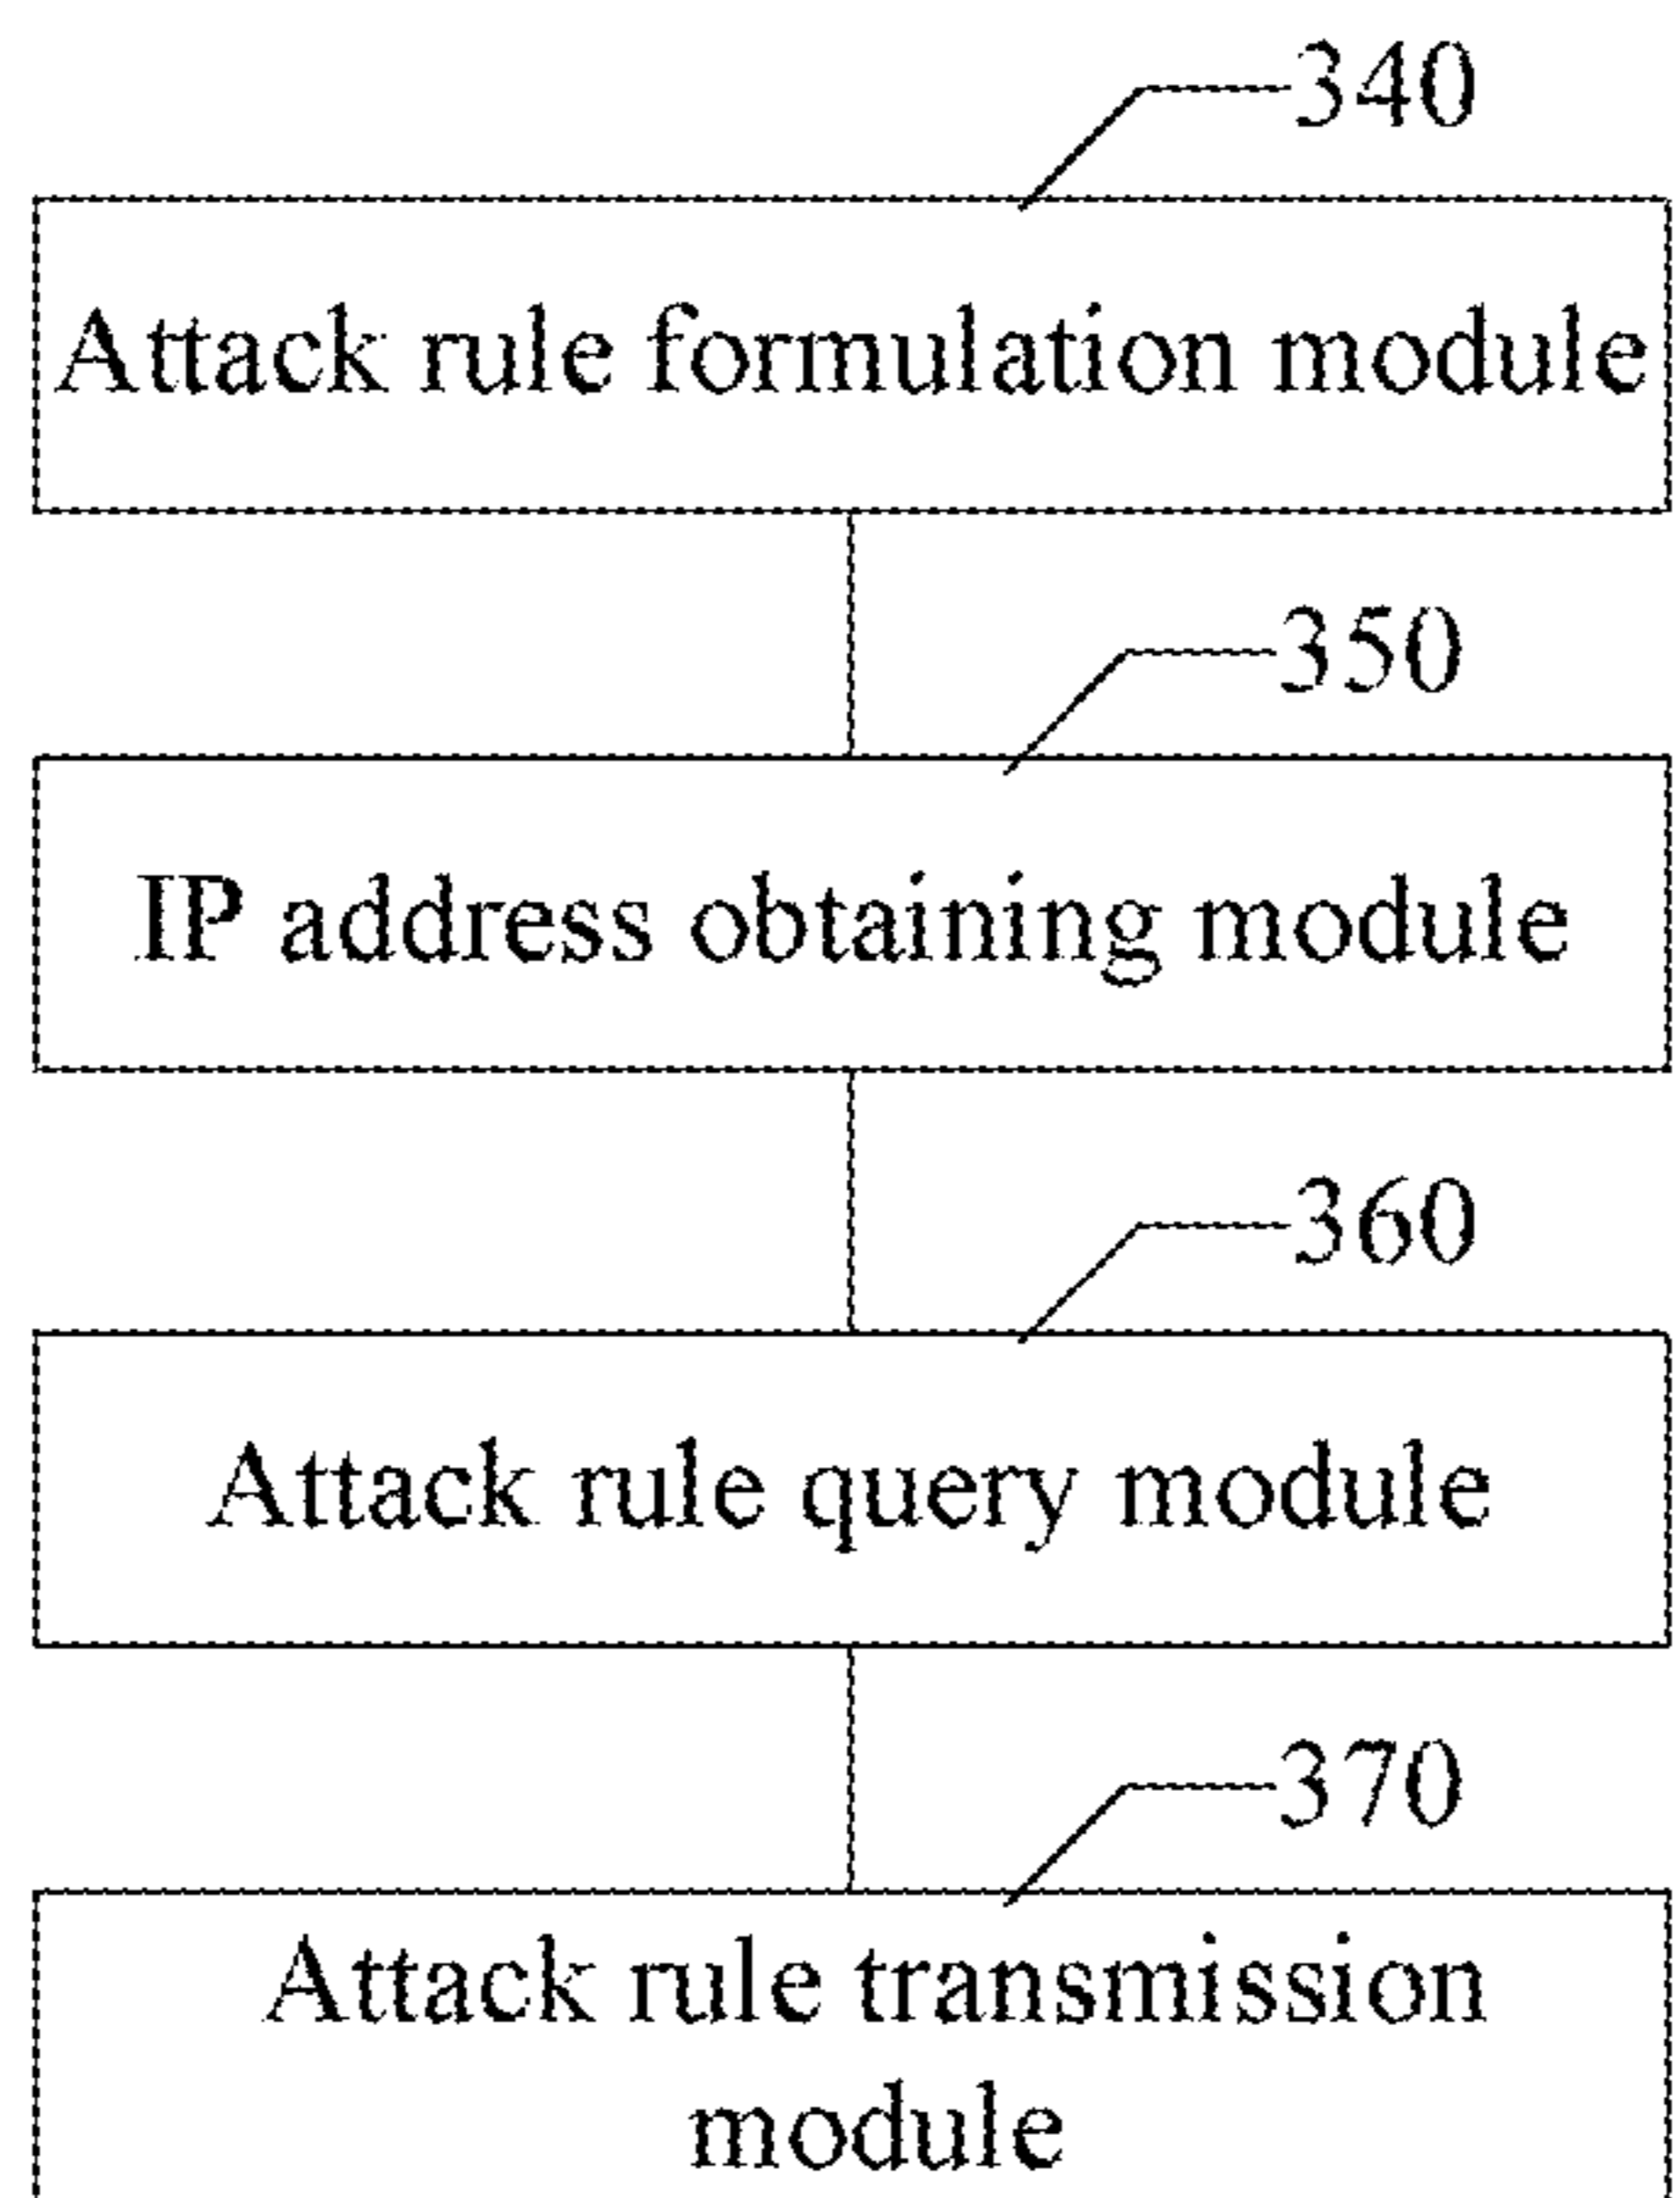 340
Attack rule formulation module
350
IP address obtaining module
360
Attack rule query module
370
Attack rule transmission
module